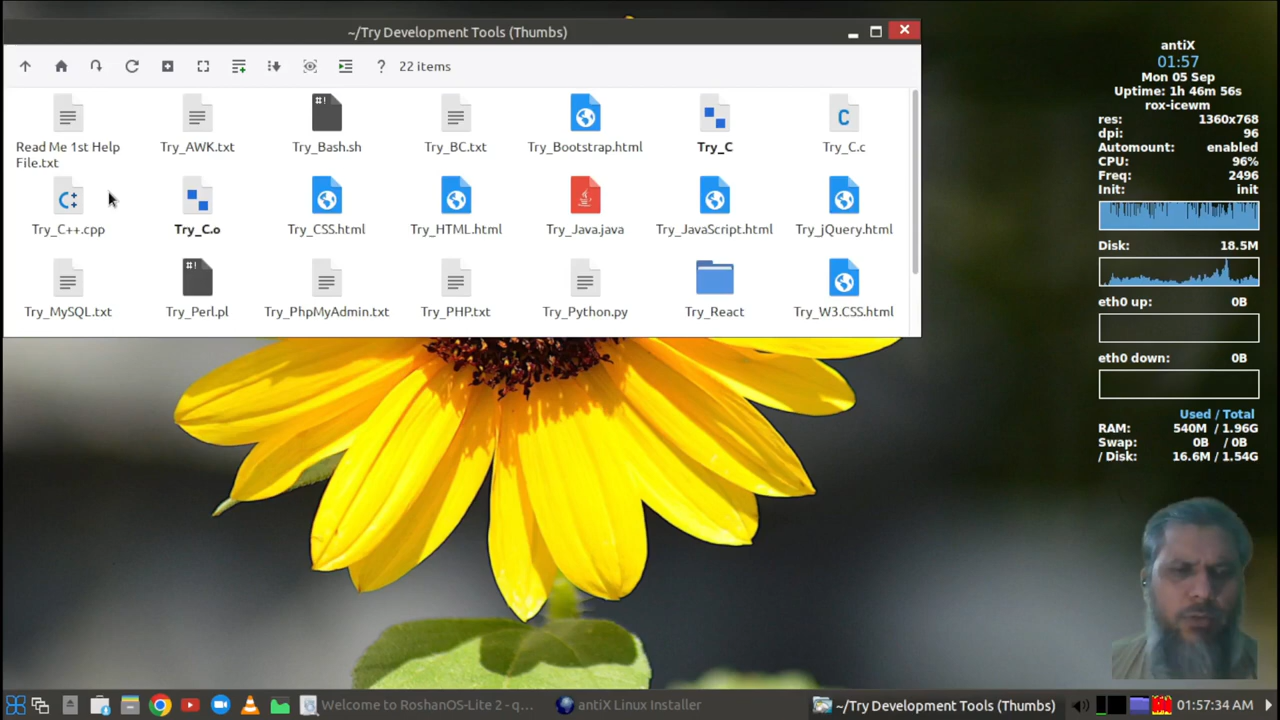 ~/Try Development Tools (Thumbs)
22 items
Read Me 1st Help File.txt
Try_AWK.txt
Try_Bash.sh
Try_BC.txt
Try_Bootstrap.html
Try_C
Try_C.c
Try_C++.cpp
Try_C.o
Try_CSS.html
Try_HTML.html
Try_Java.java
Try_JavaScript.html
Try_jQuery.html
Try_MySQL.txt
Try_Perl.pl
Try_PhpMyAdmin.txt
Try_PHP.txt
Try_Python.py
Try_React
Try_W3.CSS.html
antiX
01:57
Mon 05 Sep
Uptime: 1h 46m 56s
rox-icewm
res: 1360x768
dpi: 96
Automount: enabled
CPU: 96%
Freq: 2496
Init: init
Disk: 18.5M
eth0 up: 0B
eth0 down: 0B
Used / Total
RAM: 540M / 1.96G
Swap: 0B / 0B
/ Disk: 16.6M / 1.54G
Welcome to RoshanOS-Lite 2 - q...
antiX Linux Installer
~/Try Development Tools (Thumbs)
01:57:34 AM